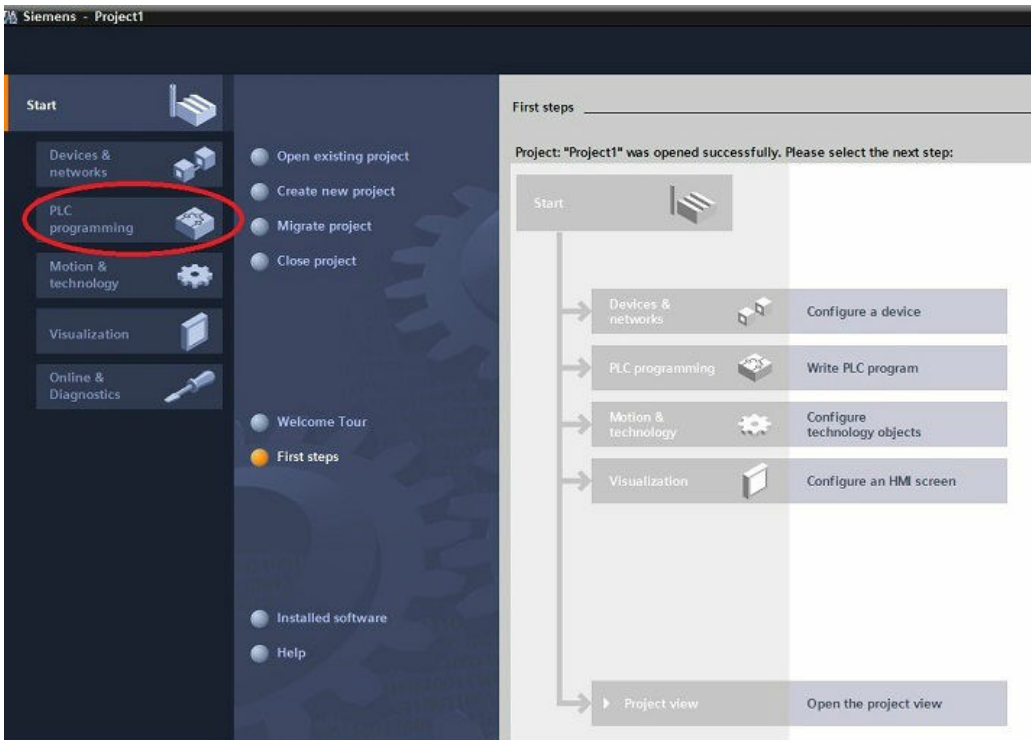 Siemens - Project1
Start
Devices &
networks
PLC
programming
Motion &
technology
Visualization
Online &
Diagnostics
Open existing project
Create new project
Migrate project
Close project
Welcome Tour
First steps
Installed software
Help
First steps
Project: "Project1" was opened successfully. Please select the next step:
Start
Devices &
networks
Configure a device
PLC programming
Write PLC program
Motion &
technology
Configure
technology objects
Visualization
Configure an HMI screen
Project view
Open the project view